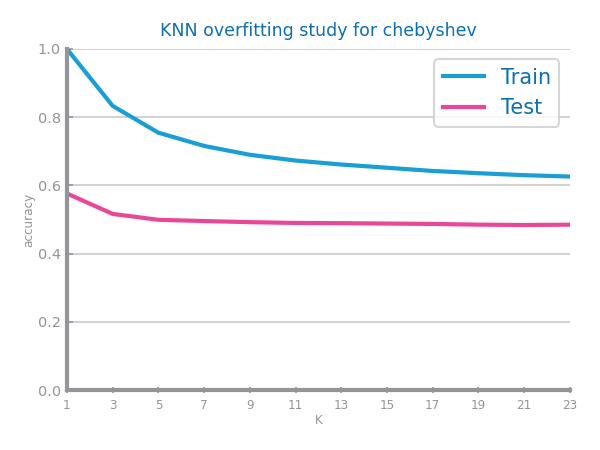 KNN overfitting study for chebyshev
1.0
0.8
0.6
0.4
0.2
0.0
accuracy
Train
Test
1 3 5 7 9 11 13 15 17 19 21 23
K